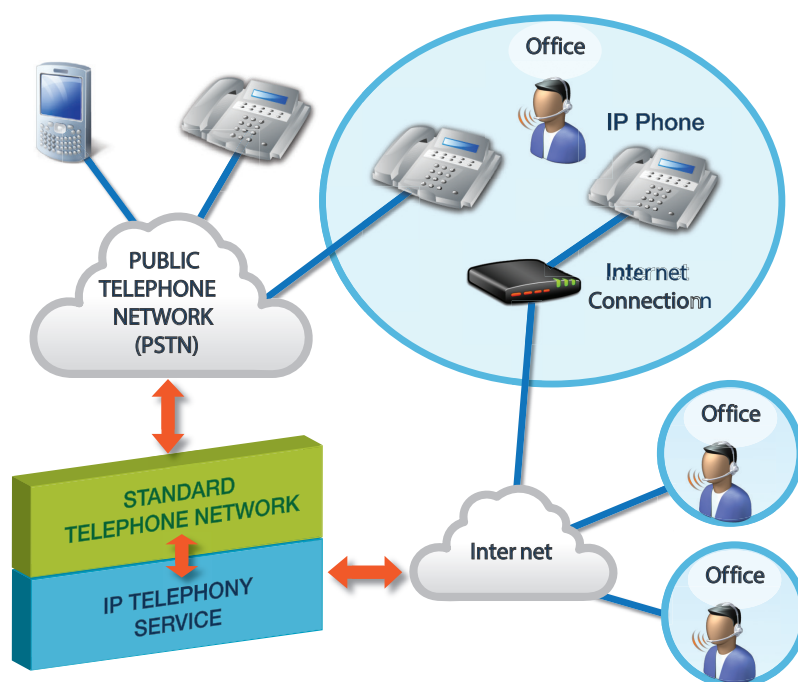 Office
IP Phone
PUBLIC
TELEPHONE
NETWORK
(PSTN)
Internet
Connection
Office
STANDARD
TELEPHONE NETWORK
Internet
IP TELEPHONY
SERVICE
Office